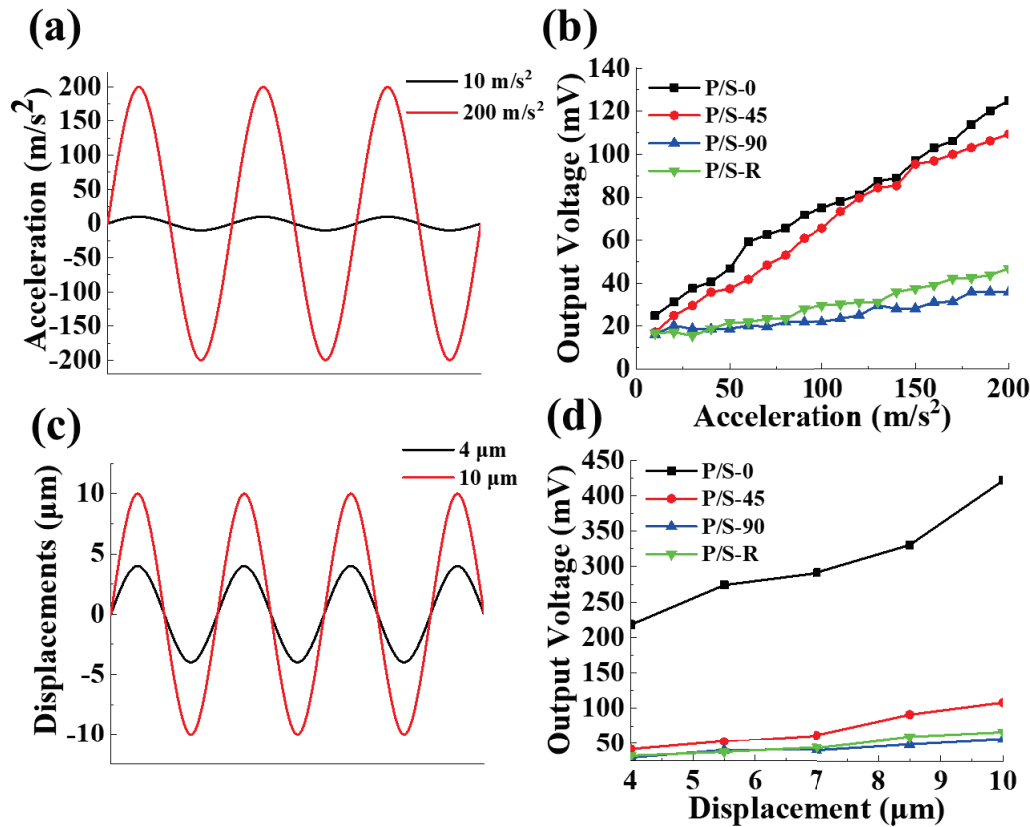 (a)
Acceleration (m/s²)
200
150
100
50
0
-50
-100
-150
-200
10 m/s²
200 m/s²
(b)
Output Voltage (mV)
140
120
100
80
60
40
20
0
P/S-0
P/S-45
P/S-90
P/S-R
0 50 100 150 200
Acceleration (m/s²)
(c)
Displacements (μm)
10
5
0
-5
-10
4 μm
10 μm
(d)
Output Voltage (mV)
450
400
350
300
250
200
150
100
50
P/S-0
P/S-45
P/S-90
P/S-R
4 5 6 7 8 9 10
Displacement (μm)